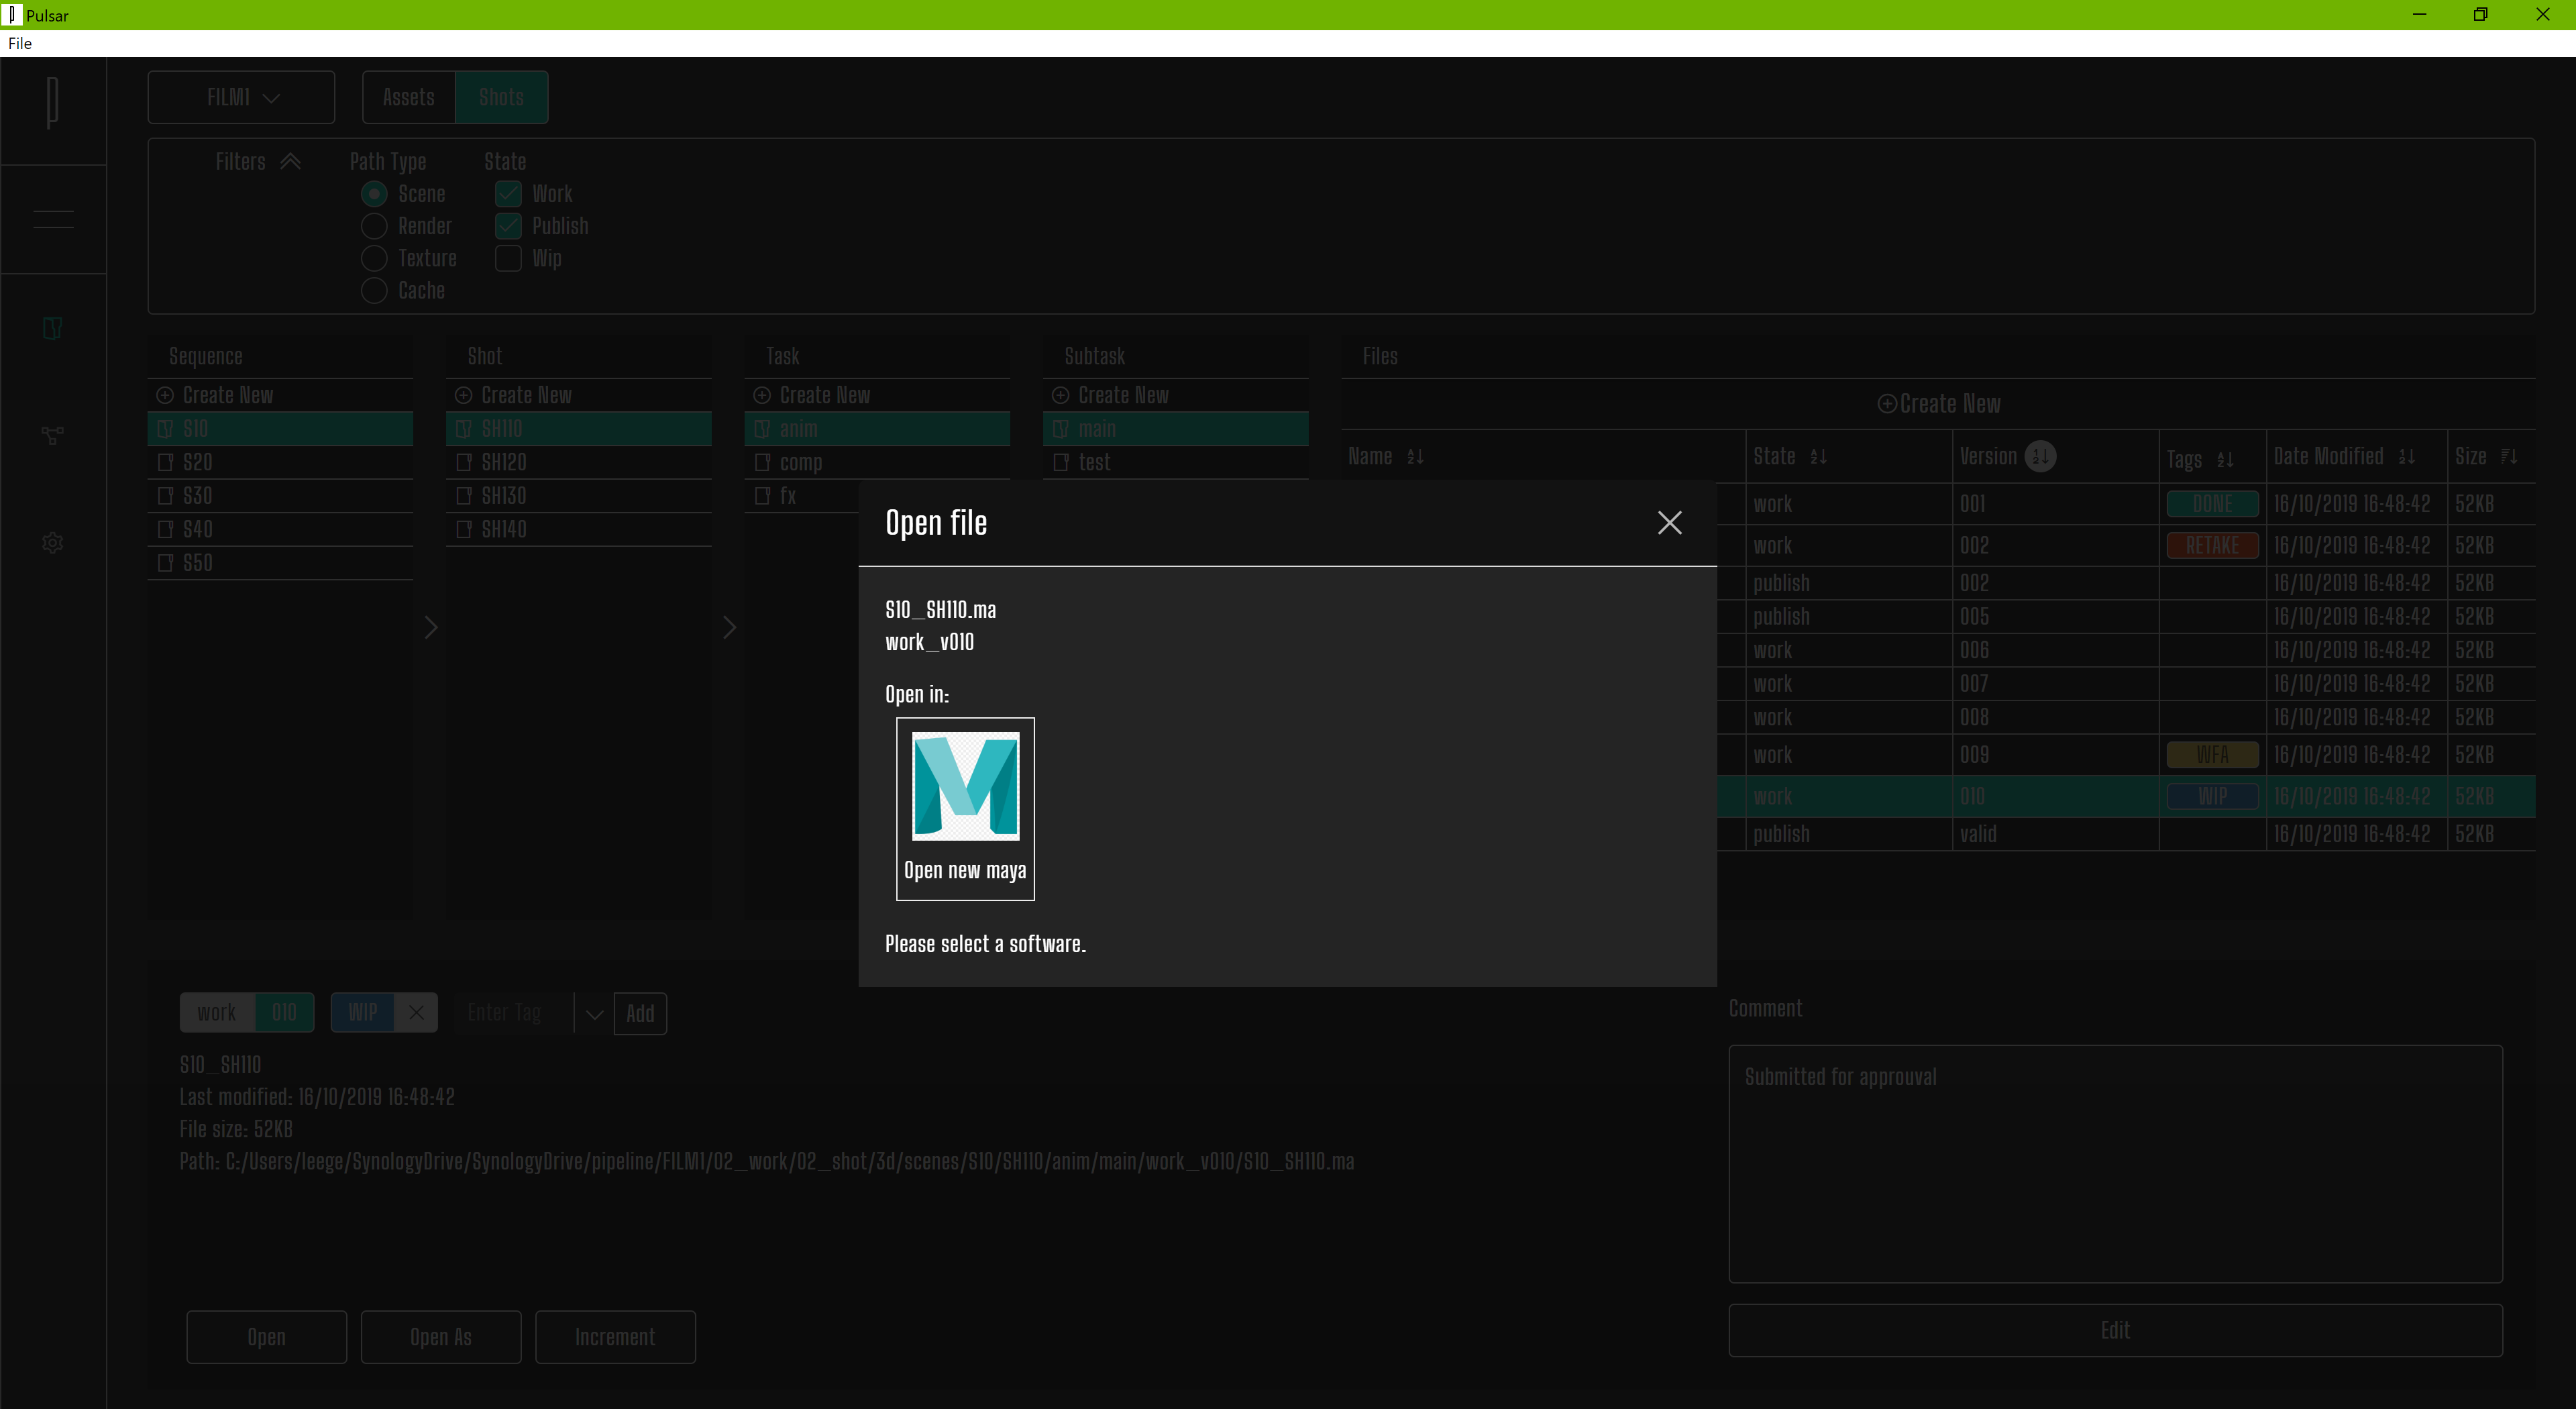 Pulsar
File
FILM1 Assets Shots
Filters Path Type State
Scene Work
Render Publish
Texture Wip
Cache
Sequence
Create New
S10
S20
S30
S40
S50
Shot
Create New
SH110
SH120
SH130
SH140
Task
Create New
anim
comp
fx
Subtask
Create New
main
test
Files
Create New
Name State Version Tags Date Modified Size
work 001 DONE 16/10/2019 16:48:42 52KB
work 002 RETAKE 16/10/2019 16:48:42 52KB
publish 002 16/10/2019 16:48:42 52KB
publish 005 16/10/2019 16:48:42 52KB
work 006 16/10/2019 16:48:42 52KB
work 007 16/10/2019 16:48:42 52KB
work 008 16/10/2019 16:48:42 52KB
work 009 WFA 16/10/2019 16:48:42 52KB
work 010 WIP 16/10/2019 16:48:42 52KB
publish valid 16/10/2019 16:48:42 52KB
Open file
S10_SH110.ma
work_v010
Open in:
Open new maya
Please select a software.
work 010 WIP Enter Tag Add
S10_SH110
Last modified: 16/10/2019 16:48:42
File size: 52KB
Path: C:/Users/leege/SynologyDrive/SynologyDrive/pipeline/FILM1/02_work/02_shot/3d/scenes/S10/SH110/anim/main/work_v010/S10_SH110.ma
Open Open As Increment
Comment
Submitted for approuval
Edit